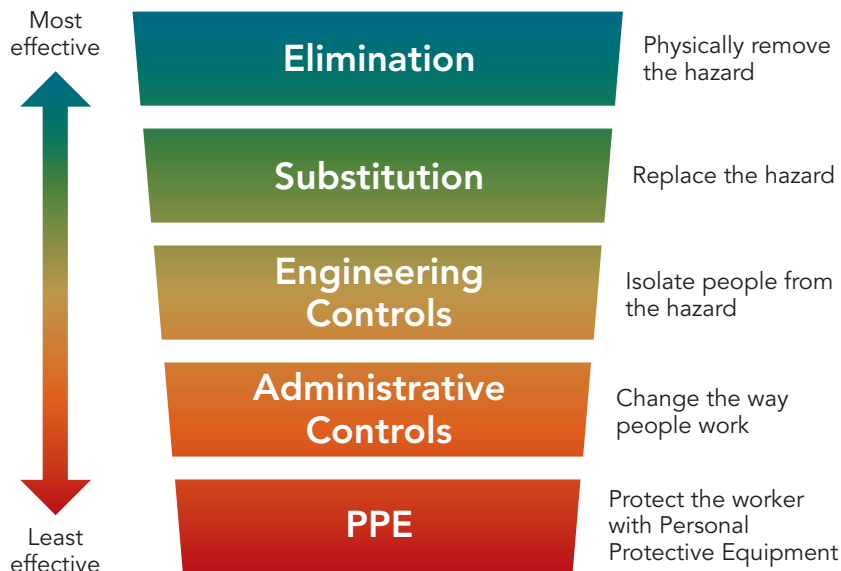 Most
effective
Elimination
Physically remove
the hazard
Substitution
Replace the hazard
Engineering
Controls
Isolate people from
the hazard
Administrative
Controls
Change the way
people work
PPE
Protect the worker
with Personal
Protective Equipment
Least
effective